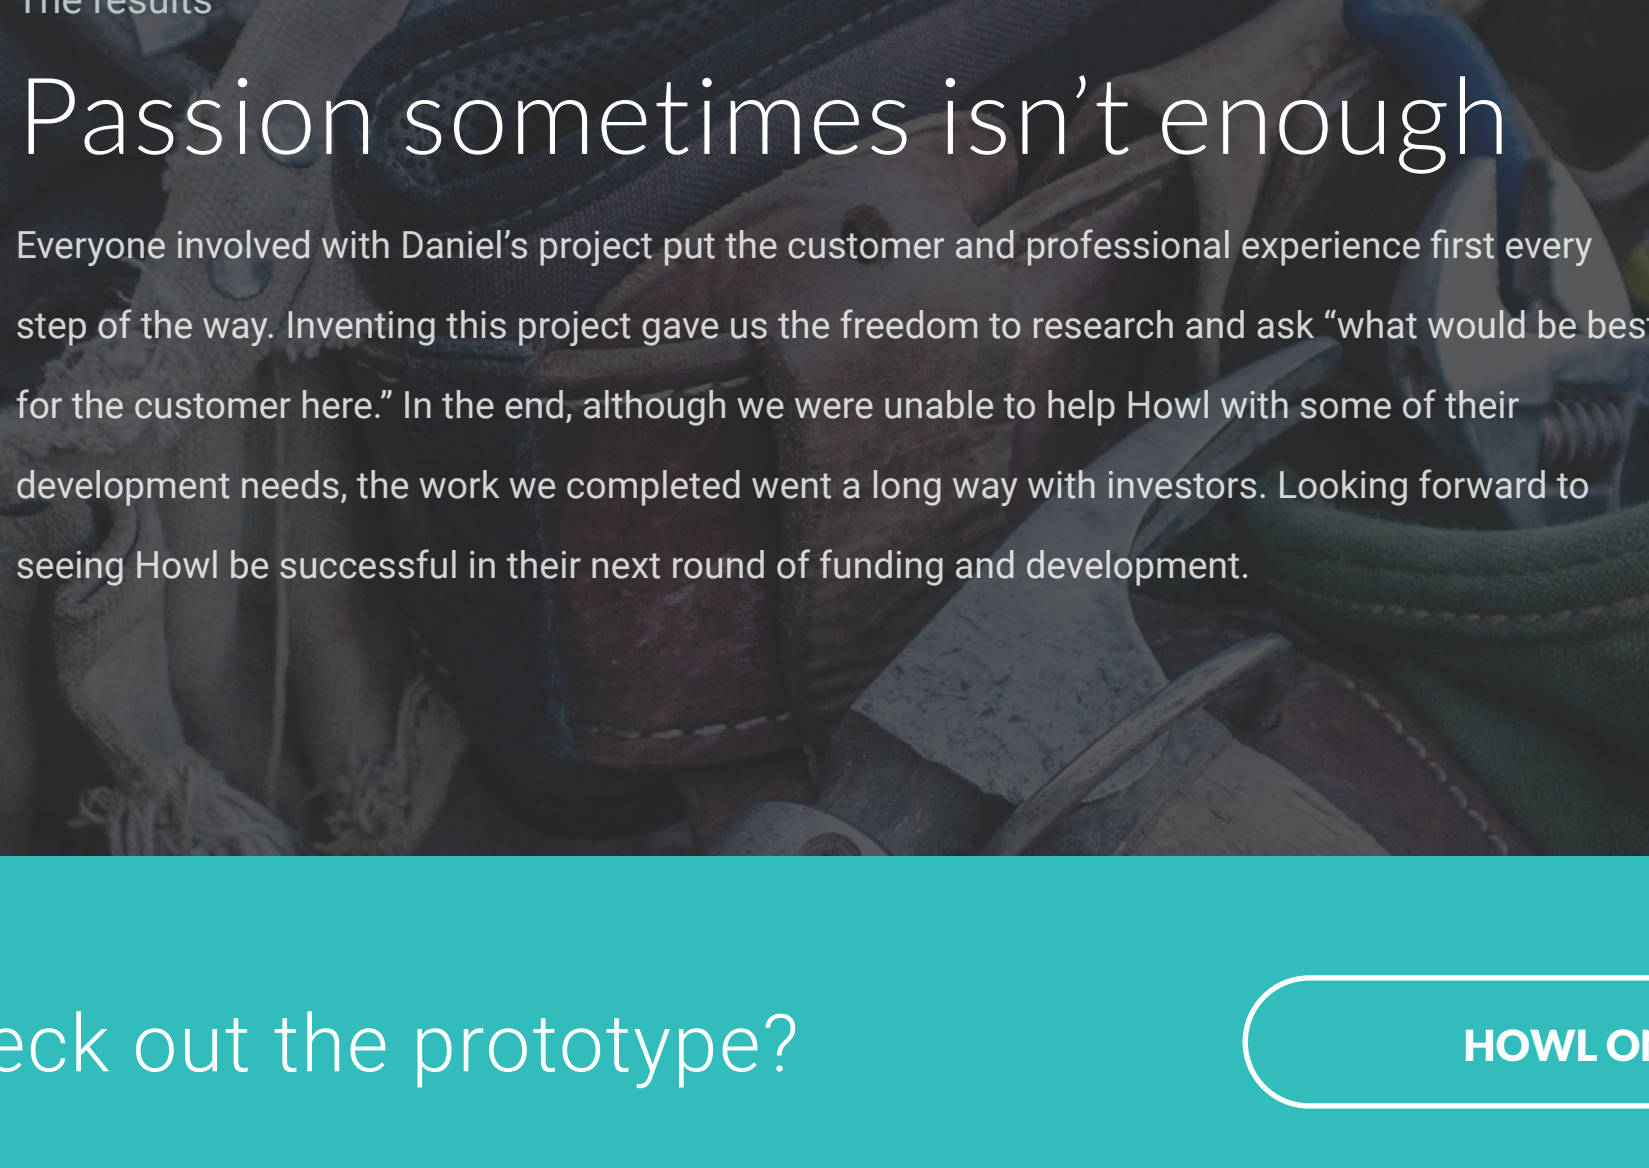 The results
Passion sometimes isn’t enough
Everyone involved with Daniel’s project put the customer and professional experience first every
step of the way. Inventing this project gave us the freedom to research and ask “what would be best
for the customer here.” In the end, although we were unable to help Howl with some of their
development needs, the work we completed went a long way with investors. Looking forward to
seeing Howl be successful in their next round of funding and development.
out the prototype?
HOWL